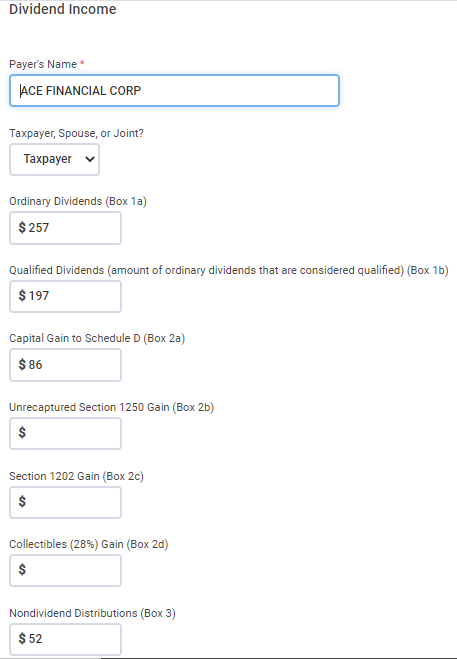 Dividend Income
Payer's Name *
ACE FINANCIAL CORP
Taxpayer, Spouse, or Joint?
Taxpayer
Ordinary Dividends (Box 1a)
$ 257
Qualified Dividends (amount of ordinary dividends that are considered qualified) (Box 1b)
$ 197
Capital Gain to Schedule D (Box 2a)
$ 86
Unrecaptured Section 1250 Gain (Box 2b)
$
Section 1202 Gain (Box 2c)
$
Collectibles (28%) Gain (Box 2d)
$
Nondividend Distributions (Box 3)
$ 52